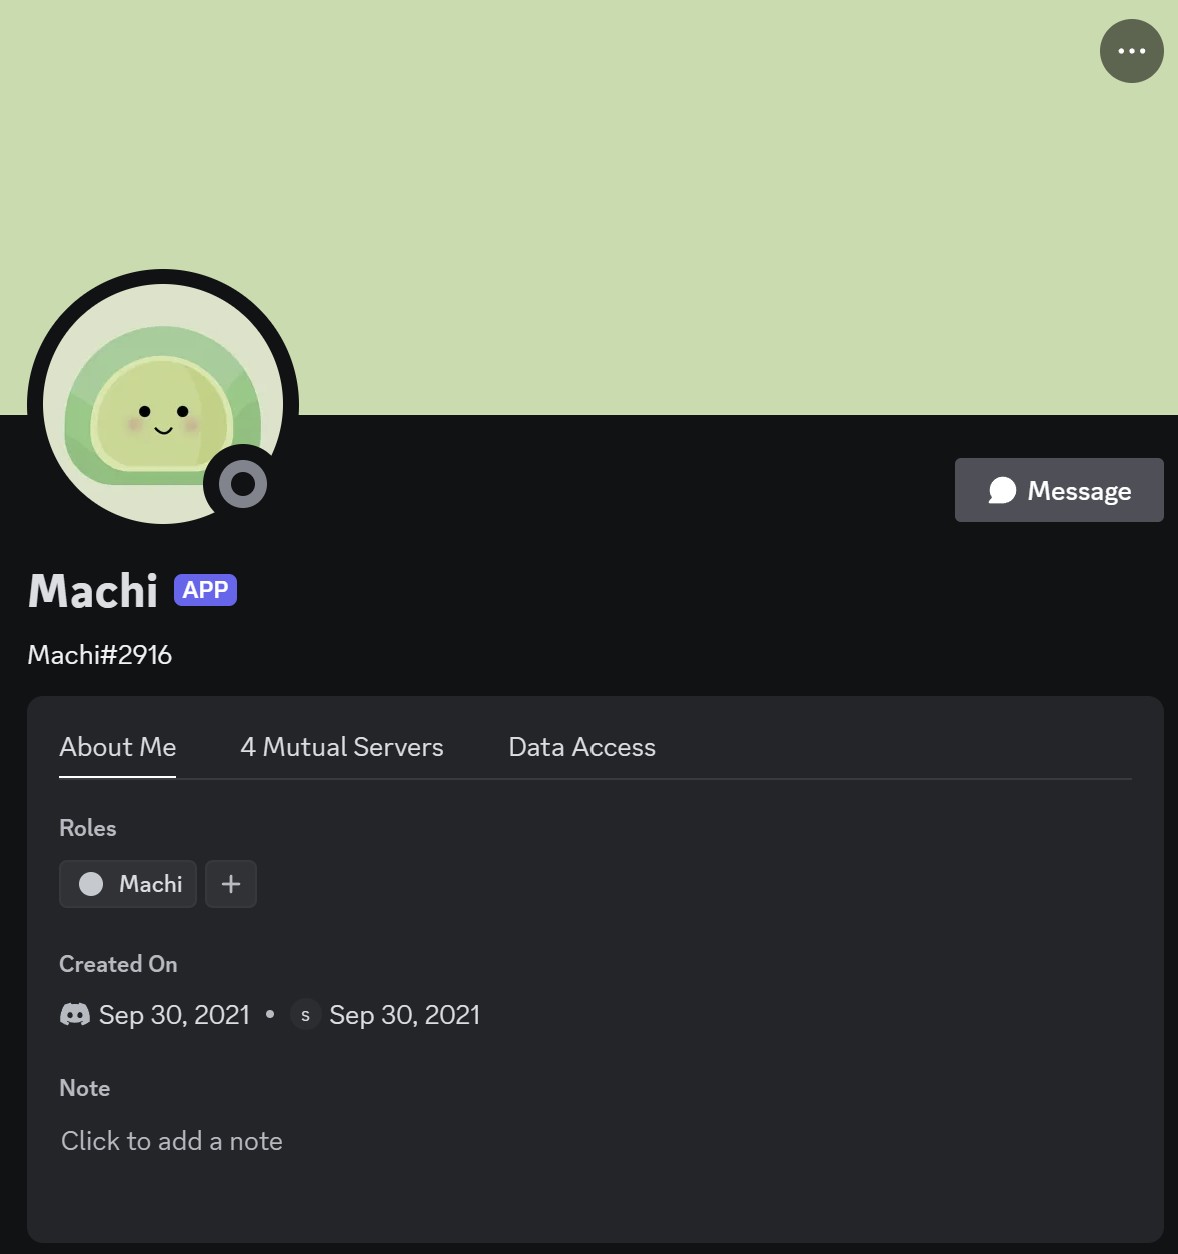 Message
Machi APP
Machi#2916
About Me 4 Mutual Servers Data Access
Roles
Machi +
Created On
Sep 30, 2021 • s Sep 30, 2021
Note
Click to add a note